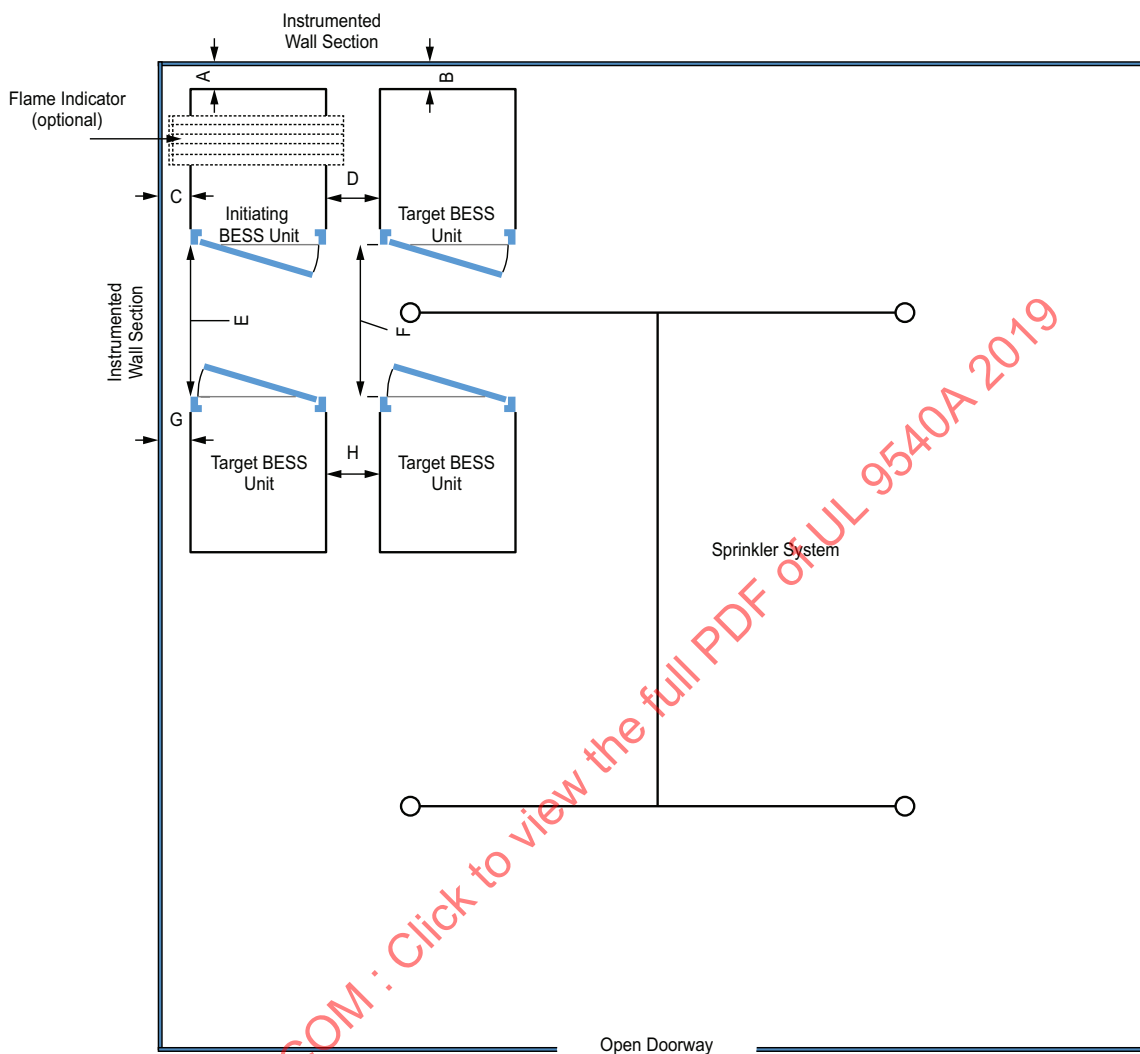 Instrumented
Wall Section
A
B
Flame Indicator
(optional)
C
D
Initiating
BESS Unit
Target BESS
Unit
Instrumented
Wall Section
E
F
G
H
Target BESS
Unit
Target BESS
Unit
Sprinkler System
COM : Click to view the full PDF of UL 9540A 2019
Open Doorway